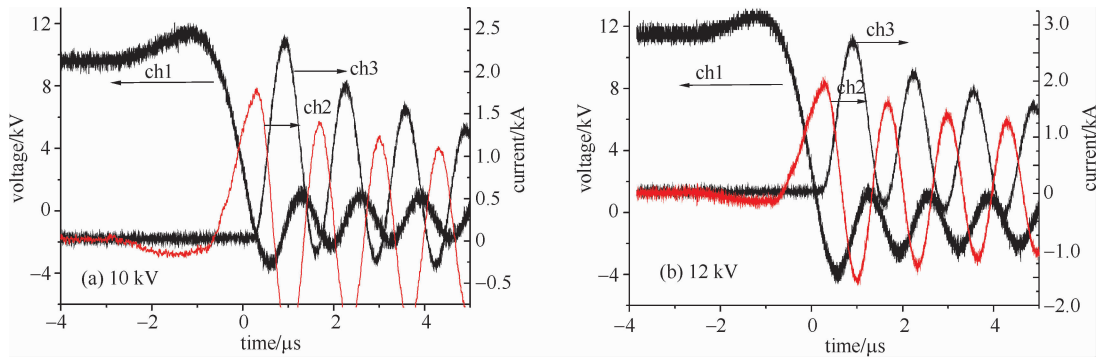 12
8
4
0
−4
voltage/kV
ch1
ch2
ch3
(a) 10 kV
2.5
2.0
1.5
1.0
0.5
0
−0.5
current/kA
−4
−2
0
2
4
time/μs
12
8
4
0
−4
voltage/kV
ch1
ch2
ch3
(b) 12 kV
3.0
2.0
1.0
0
−1.0
−2.0
current/kA
−4
−2
0
2
4
time/μs